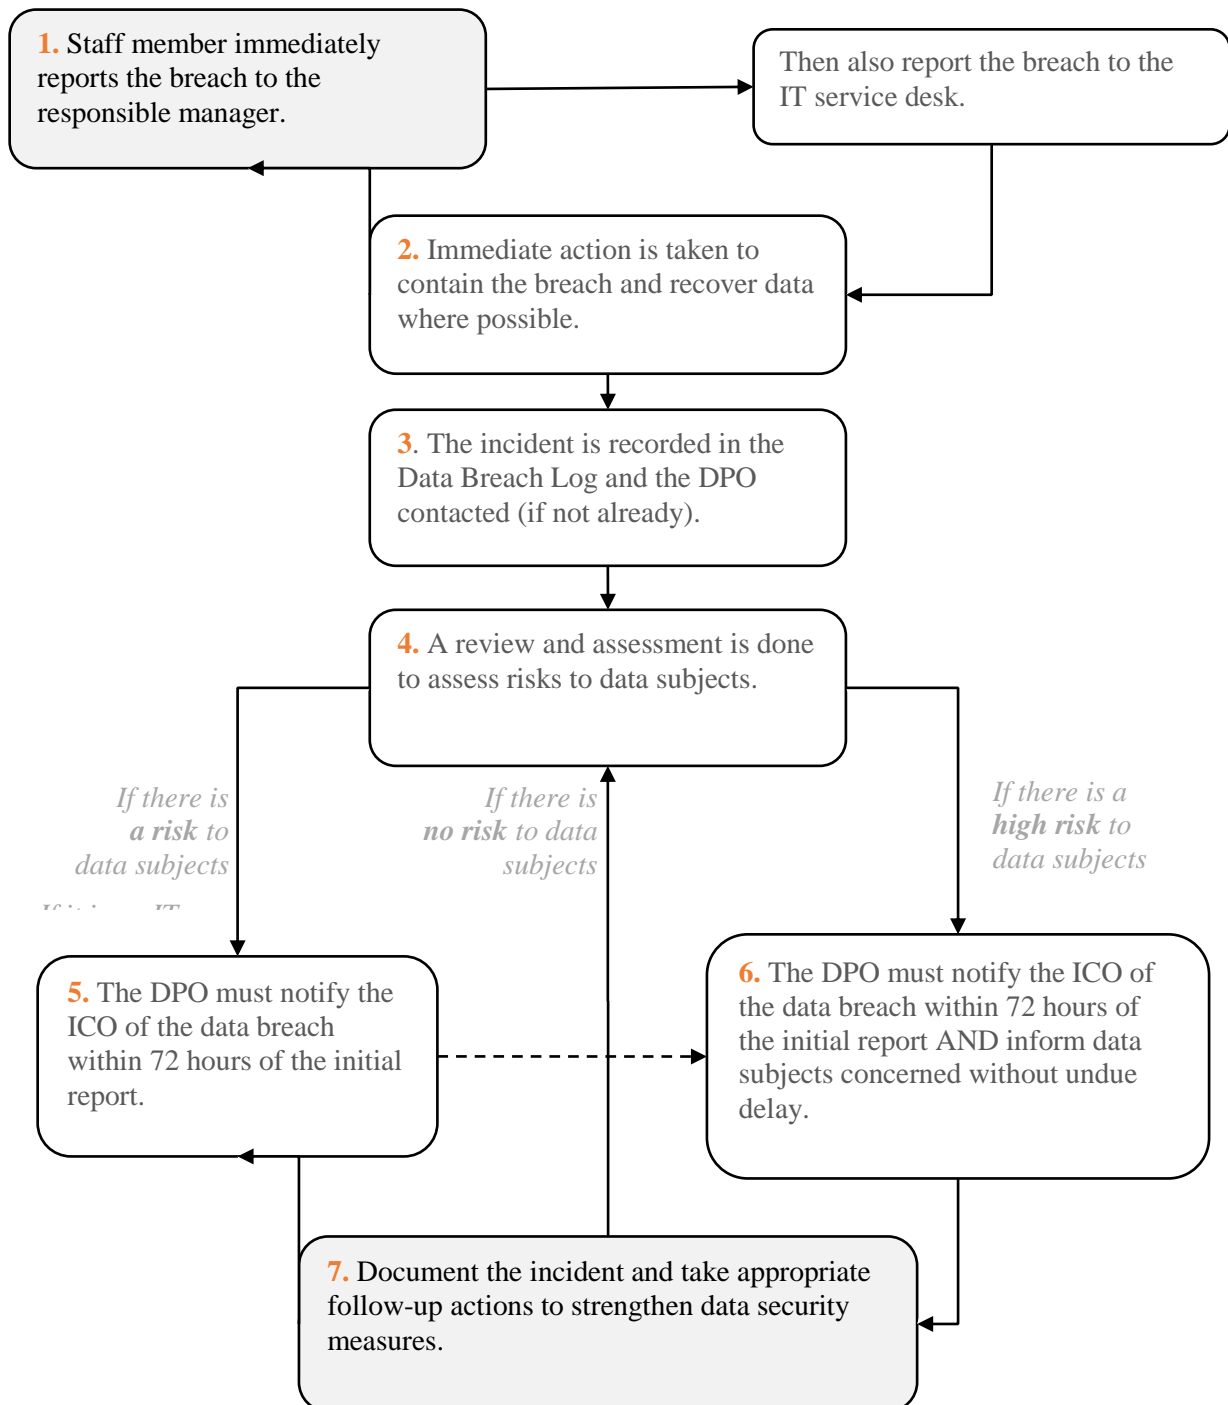 1. Staff member immediately
reports the breach to the
responsible manager.
Then also report the breach to the
IT service desk.
2. Immediate action is taken to
contain the breach and recover data
where possible.
3. The incident is recorded in the
Data Breach Log and the DPO
contacted (if not already).
4. A review and assessment is done
to assess risks to data subjects.
If there is
a risk to
data subjects
If there is
no risk to data
subjects
If there is a
high risk to
data subjects
5. The DPO must notify the
ICO of the data breach
within 72 hours of the initial
report.
6. The DPO must notify the ICO of
the data breach within 72 hours of
the initial report AND inform data
subjects concerned without undue
delay.
7. Document the incident and take appropriate
follow-up actions to strengthen data security
measures.